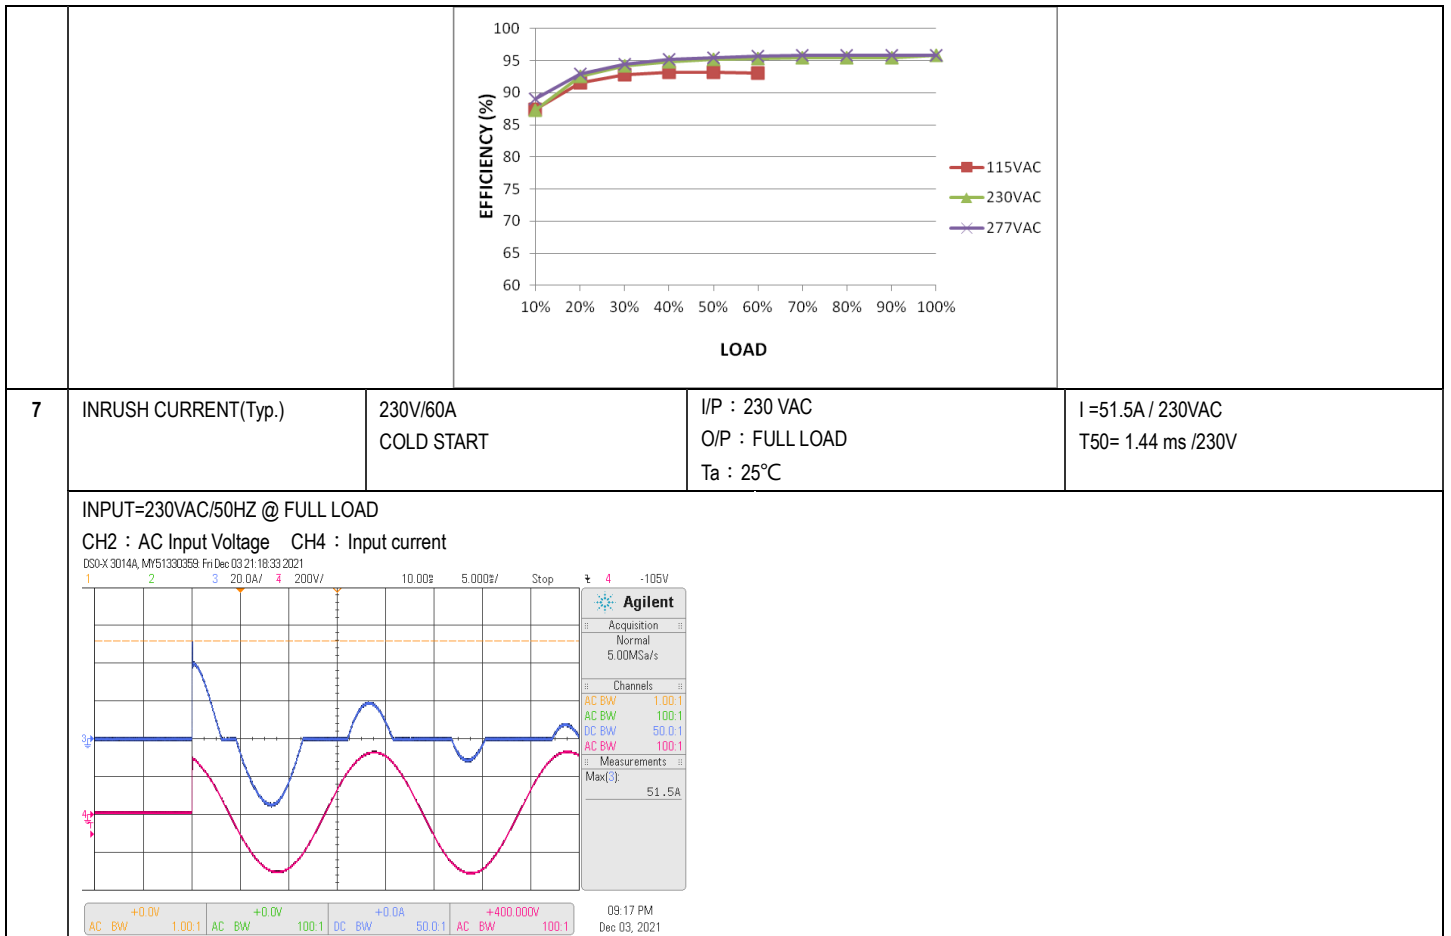 100
95
90
85
80
75
70
65
60
EFFICIENCY (%)
10% 20% 30% 40% 50% 60% 70% 80% 90% 100%
LOAD
115VAC
230VAC
277VAC
7
INRUSH CURRENT(Typ.)
230V/60A
COLD START
I/P：230 VAC
O/P：FULL LOAD
Ta：25℃
I =51.5A / 230VAC
T50= 1.44 ms /230V
INPUT=230VAC/50HZ @ FULL LOAD
CH2：AC Input Voltage CH4：Input current
DSO-X 3014A, MY51330359: Fri Dec 03 21:18:33 2021
1 2 3 20.0A/ 4 200V/ 10.00s 5.000s/ Stop 4 -105V
Agilent
Acquisition
Normal
5.00MSa/s
Channels
AC BW 1.00:1
AC BW 100:1
DC BW 50.0:1
AC BW 100:1
Measurements
Max(3):
51.5A
3
4
+0.0V
AC BW 1.00:1
+0.0V
AC BW 100:1
+0.0A
DC BW 50.0:1
+400.000V
AC BW 100:1
09:17 PM
Dec 03, 2021